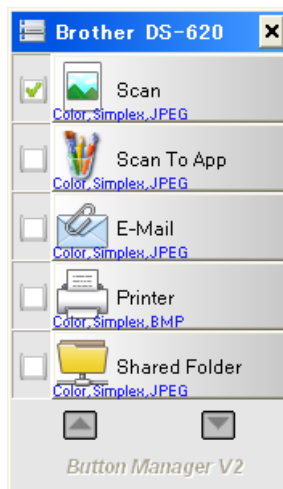 Brother DS-620
Scan
Color,Simplex,JPEG
Scan To App
Color,Simplex,JPEG
E-Mail
Color,Simplex,JPEG
Printer
Color,Simplex,BMP
Shared Folder
Color,Simplex,JPEG
Button Manager V2